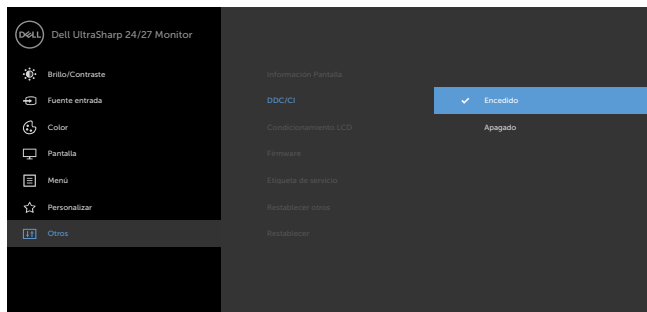 DELL
Dell UltraSharp 24/27 Monitor
Brillo/Contraste
Fuente entrada
Color
Pantalla
Menú
Personalizar
Otros
Información Pantalla
DDC/CI
Condicionamiento LCD
Firmware
Etiqueta de servicio
Restablecer otros
Restablecer
Encedido
Apagado